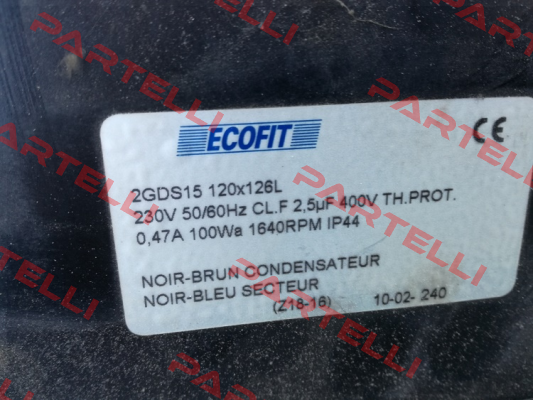 ECOFIT
CE
2GDS15 120x126L
230V 50/60Hz CL.F 2,5µF 400V TH.PROT.
0,47A 100Wa 1640RPM IP44
NOIR-BRUN CONDENSATEUR
NOIR-BLEU SECTEUR
(Z18-16) 10-02- 240
PARTELLI
PARTELLI
PARTELLI
PARTELLI
PARTELLI
PARTELLI